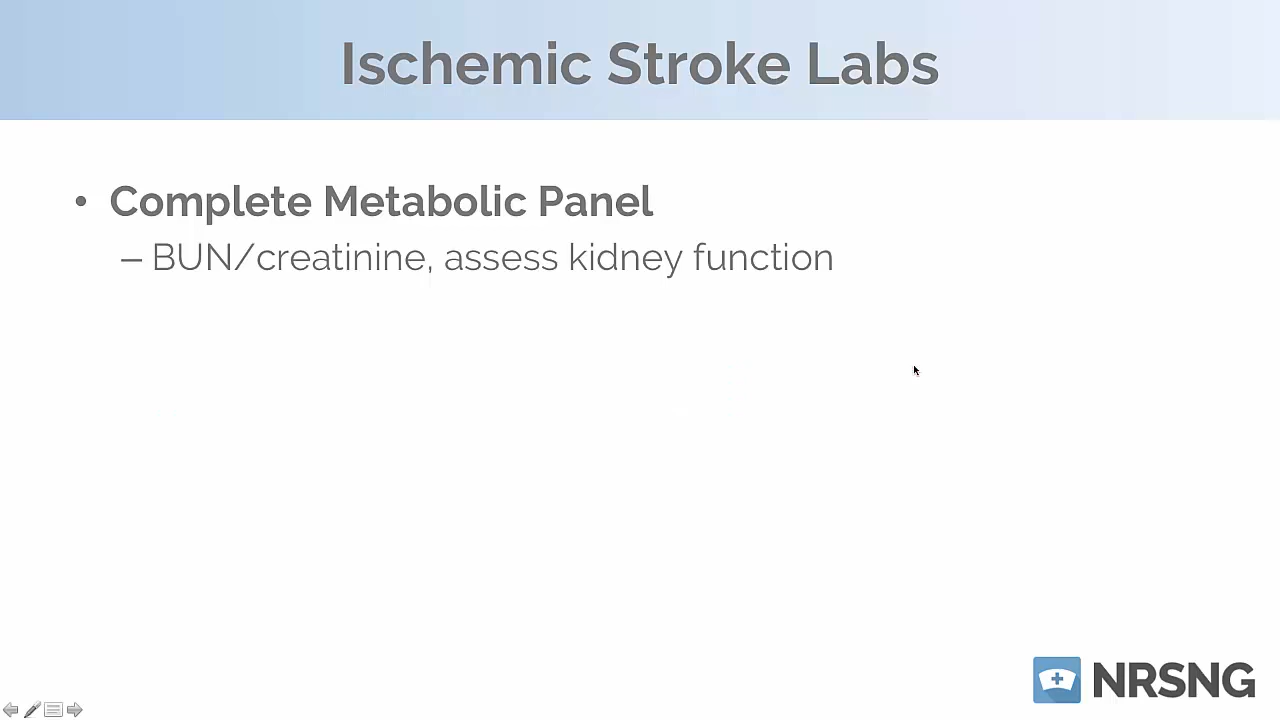 Ischemic Stroke Labs
• Complete Metabolic Panel
– BUN/creatinine, assess kidney function
NRSNG